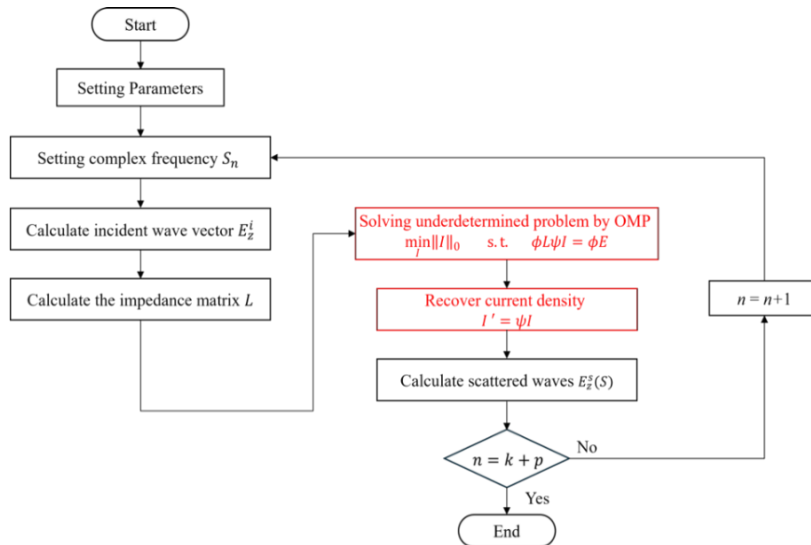 Start
Setting Parameters
Setting complex frequency Sₙ
Calculate incident wave vector E_z^i
Calculate the impedance matrix L
Solving underdetermined problem by OMP
min_I ||I||₀ s. t. ϕLψI = ϕE
Recover current density
I ′ = ψI
Calculate scattered waves E_z^s(S)
n = k + p
No
n = n+1
Yes
End